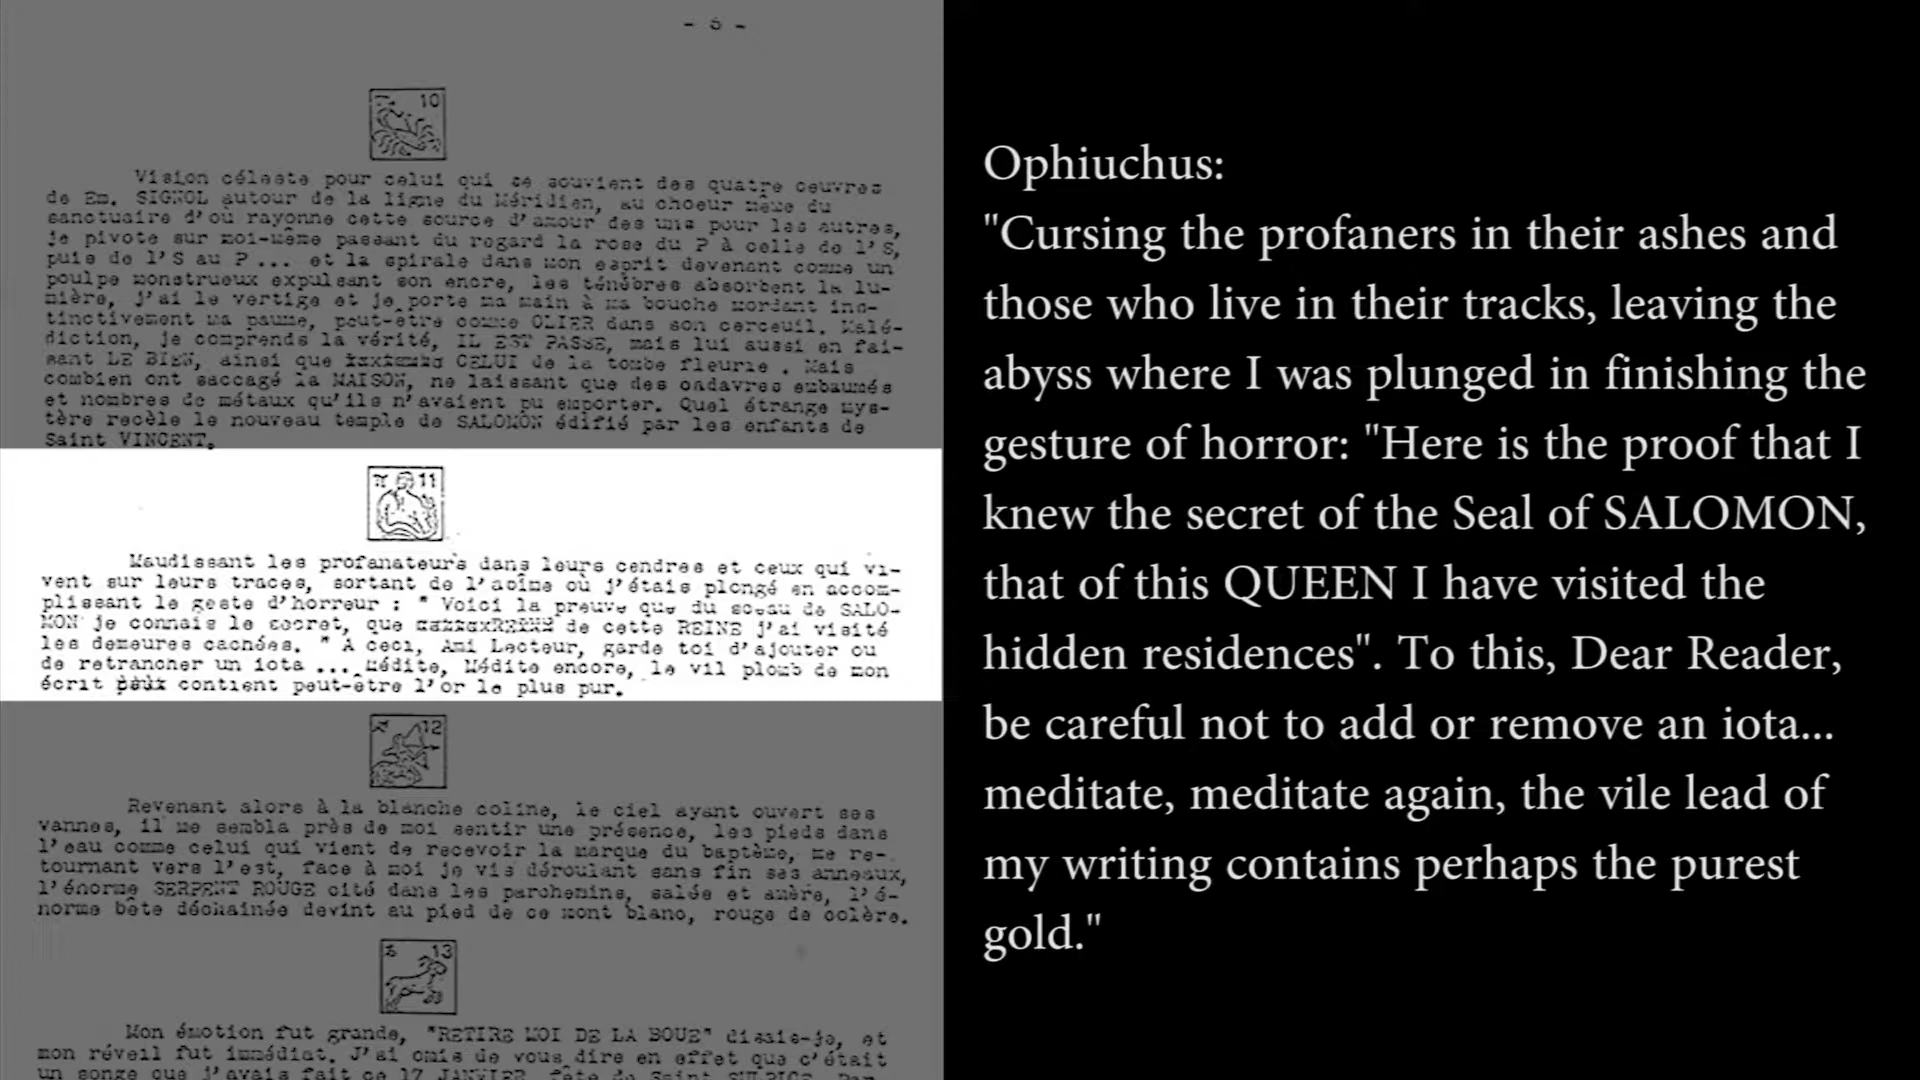 - 6 -
10
Vision céleste pour celui qui se souvient des quatre oeuvres
de Em. SIGNOL autour de la ligne du Méridien, au choeur même du
sanctuaire d'où rayonne cette source d'amour des uns pour les autres,
je pivote sur moi-même passant du regard la rose du P à celle de l'S,
puis de l'S au P ... et la spirale dans mon esprit devenant comme un
poulpe monstrueux expulsant son encre, les ténèbres absorbent la lu-
mière, j'ai le vertige et je porte ma main à ma bouche mordant ins-
tinctivement ma paume, peut-être comme OLIER dans son cerceuil. Malé-
diction, je comprends la vérité, IL EST PASSE, mais lui aussi en fai-
sant LE BIEN, ainsi que CELUI de la tombe fleurie . Mais
combien ont saccagé la MAISON, ne laissant que des cadavres embaumés
et nombres de métaux qu'ils n'avaient pu emporter. Quel étrange mys-
tère recèle le nouveau temple de SALOMON édifié par les enfants de
Saint VINCENT.
11
Maudissant les profanateurs dans leurs cendres et ceux qui vi-
vent sur leurs traces, sortant de l'abîme où j'étais plongé en accom-
plissant le geste d'horreur : " Voici la preuve que du sceau de SALO-
MON je connais le secret, que de cette REINE j'ai visité
les demeures cachées. " A ceci, Ami Lecteur, garde toi d'ajouter ou
de retrancher un iota ... Médite, Médite encore, le vil plomb de mon
écrit contient peut-être l'or le plus pur.
12
Revenant alors à la blanche coline, le ciel ayant ouvert ses
vannes, il me sembla près de moi sentir une présence, les pieds dans
l'eau comme celui qui vient de recevoir la marque du baptème, me re-
tournant vers l'est, face à moi je vis déroulant sans fin ses anneaux,
l'énorme SERPENT ROUGE cité dans les parchemins, salée et amère, l'é-
norme bête déchainée devint au pied de ce mont blanc, rouge de colère.
13
Mon émotion fut grande, "RETIRE MOI DE LA BOUE" disais-je, et
mon réveil fut immédiat. J'ai omis de vous dire en effet que c'était
un songe que j'avais fait ce 17 JANVIER, fête de Saint SULPICE.
Ophiuchus:
"Cursing the profaners in their ashes and
those who live in their tracks, leaving the
abyss where I was plunged in finishing the
gesture of horror: "Here is the proof that I
knew the secret of the Seal of SALOMON,
that of this QUEEN I have visited the
hidden residences". To this, Dear Reader,
be careful not to add or remove an iota...
meditate, meditate again, the vile lead of
my writing contains perhaps the purest
gold."